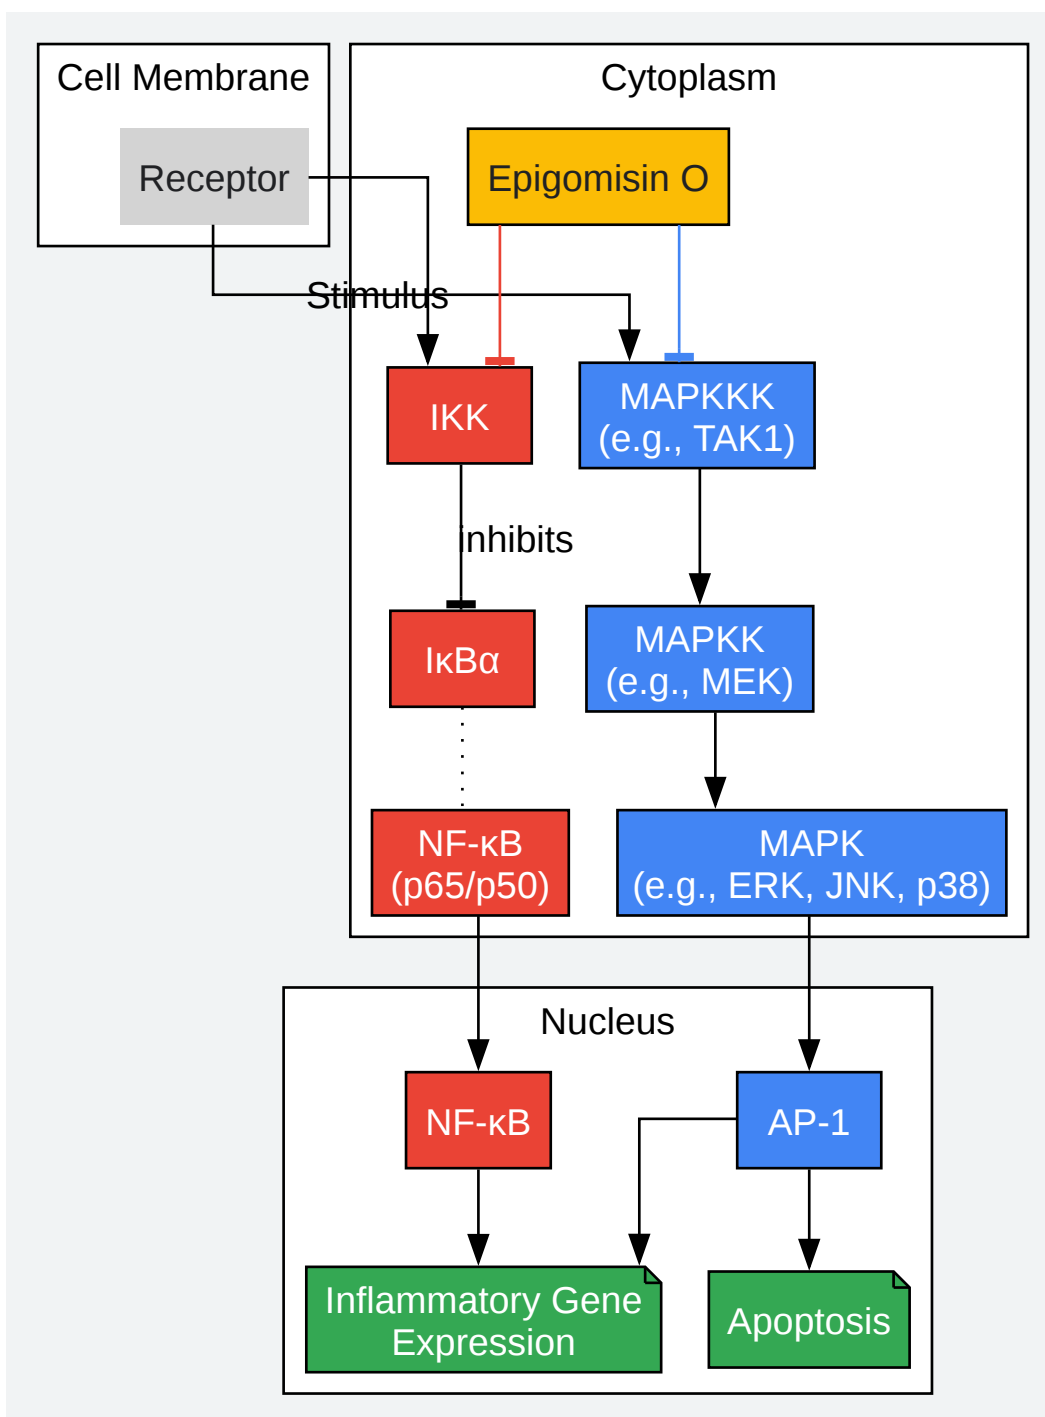 Cell Membrane
Cytoplasm
Receptor
Epigomisin O
Stimulus
IKK
MAPKKK
(e.g., TAK1)
inhibits
IκBα
MAPKK
(e.g., MEK)
NF-κB
(p65/p50)
MAPK
(e.g., ERK, JNK, p38)
Nucleus
NF-κB
AP-1
Inflammatory Gene
Expression
Apoptosis